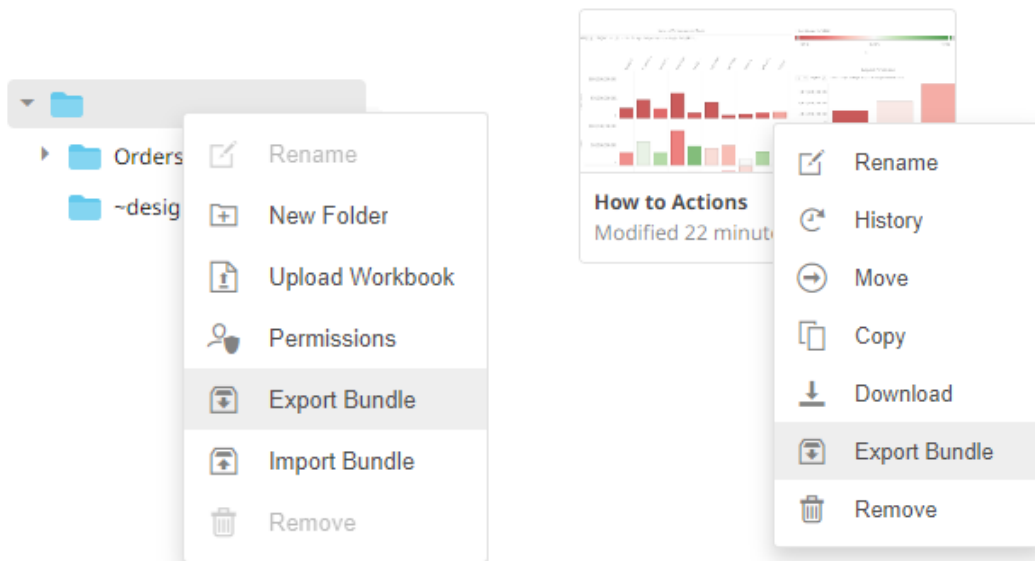 Orders
~desig
Rename
New Folder
Upload Workbook
Permissions
Export Bundle
Import Bundle
Remove
How to Actions
Modified 22 minut
Rename
History
Move
Copy
Download
Export Bundle
Remove